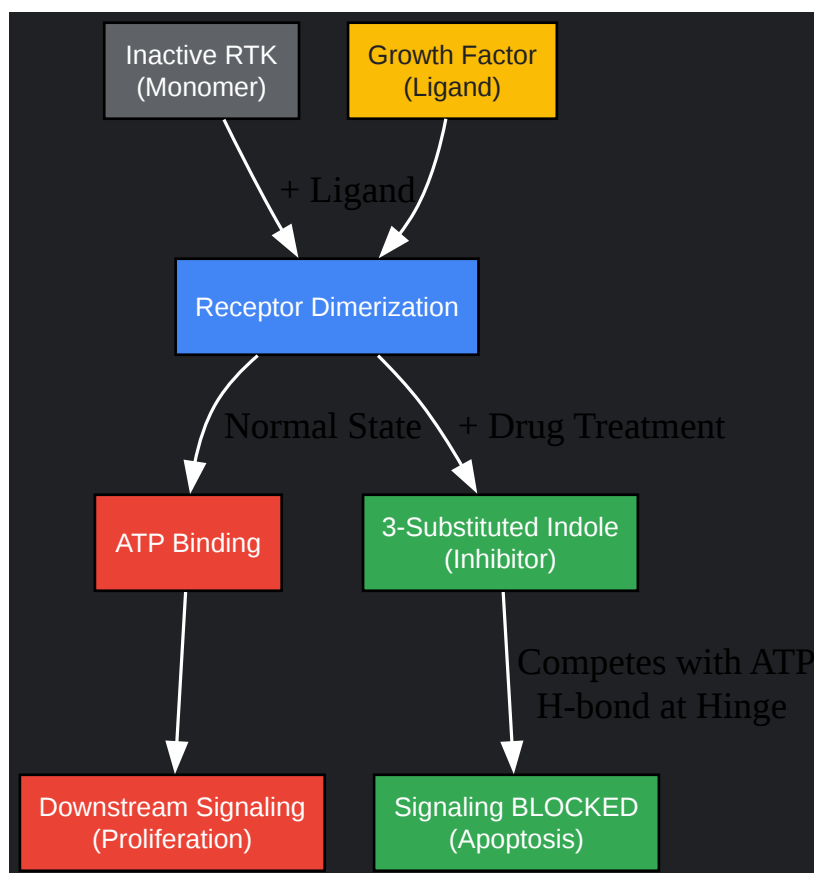 Inactive RTK
(Monomer)
Growth Factor
(Ligand)
+ Ligand
Receptor Dimerization
Normal State
+ Drug Treatment
ATP Binding
3-Substituted Indole
(Inhibitor)
Competes with ATP
H-bond at Hinge
Downstream Signaling
(Proliferation)
Signaling BLOCKED
(Apoptosis)